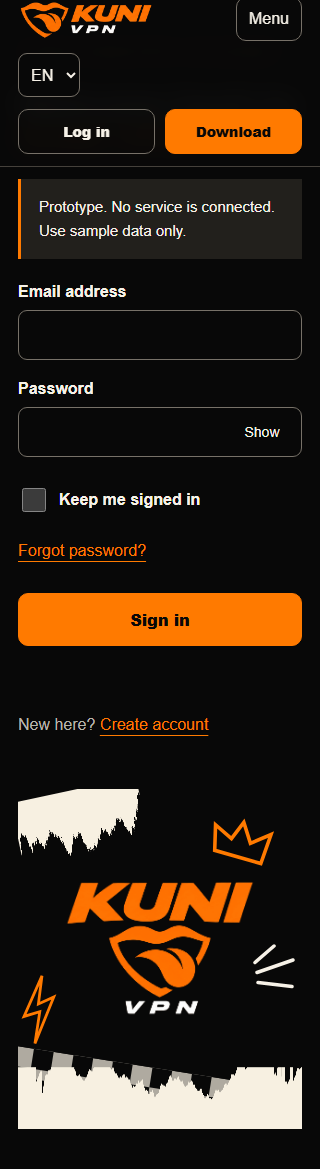 KUNI
VPN
Menu
EN
Log in
Download
Prototype. No service is connected.
Use sample data only.
Email address
Password
Show
Keep me signed in
Forgot password?
Sign in
New here? Create account
KUNI
VPN